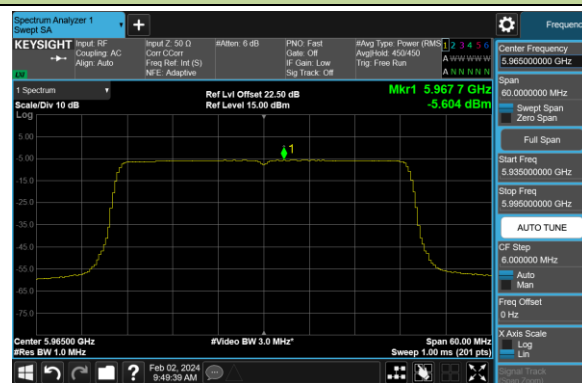 Spectrum Analyzer 1
Swept SA
Frequen
KEYSIGHT
Input: RF
Coupling: AC
Align: Auto
Input Z: 50 Ω
Corr CCorr
Freq Ref: Int (S)
NFE: Adaptive
#Atten: 6 dB
PNO: Fast
Gate: Off
IF Gain: Low
Sig Track: Off
#Avg Type: Power (RMS)
Avg|Hold: 450/450
Trig: Free Run
1 2 3 4 5 6
A W W W W W
A N N N N N
LXI
1 Spectrum
Scale/Div 10 dB
Log
Ref Lvl Offset 22.50 dB
Ref Level 15.00 dBm
Mkr1 5.967 7 GHz
-5.604 dBm
1
5.00
-5.00
-15.0
-25.0
-35.0
-45.0
-55.0
-65.0
-75.0
Center 5.96500 GHz
#Res BW 1.0 MHz
#Video BW 3.0 MHz*
Span 60.00 MHz
Sweep 1.00 ms (201 pts)
Feb 02, 2024
9:49:39 AM
Center Frequency
5.965000000 GHz
Span
60.0000000 MHz
Swept Span
Zero Span
Full Span
Start Freq
5.935000000 GHz
Stop Freq
5.995000000 GHz
AUTO TUNE
CF Step
6.000000 MHz
Auto
Man
Freq Offset
0 Hz
X Axis Scale
Log
Lin
Signal Track